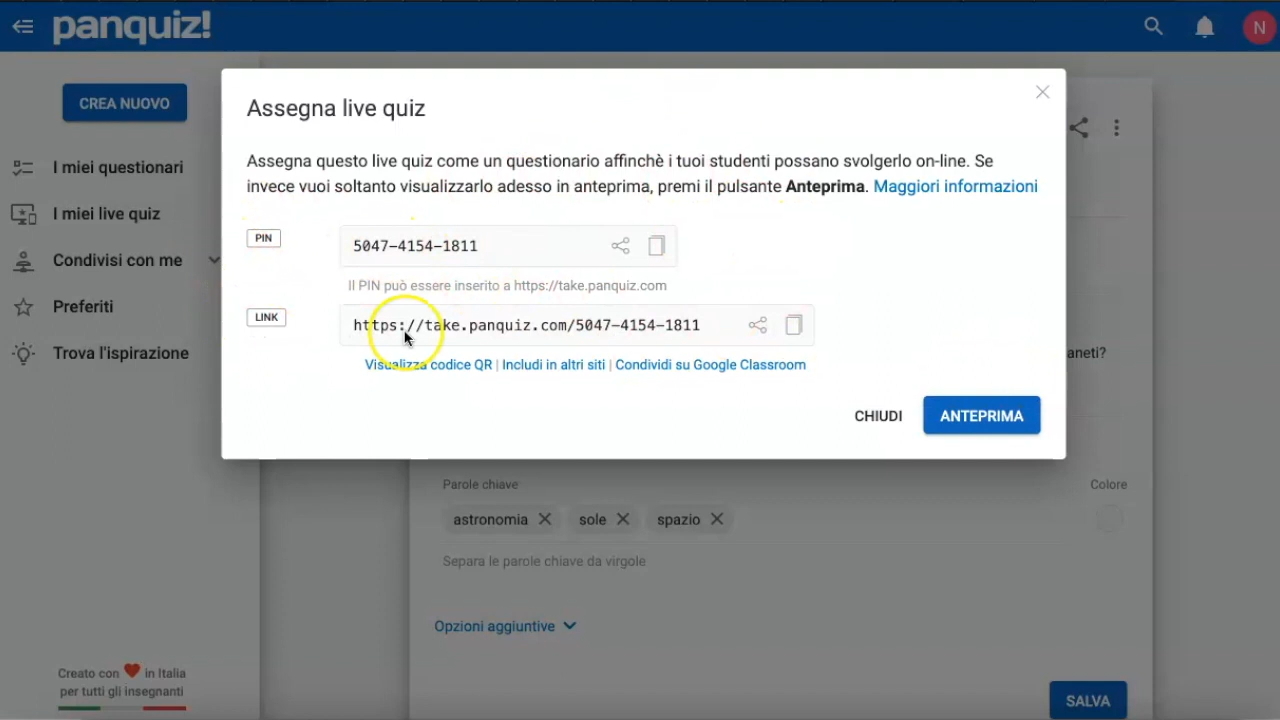 panquiz!
N
CREA NUOVO
I miei questionari
I miei live quiz
Condivisi con me
Preferiti
Trova l'ispirazione
Creato con in Italia
per tutti gli insegnanti
Assegna live quiz
Assegna questo live quiz come un questionario affinchè i tuoi studenti possano svolgerlo on-line. Se
invece vuoi soltanto visualizzarlo adesso in anteprima, premi il pulsante Anteprima. Maggiori informazioni
PIN
5047-4154-1811
Il PIN può essere inserito a https://take.panquiz.com
LINK
https://take.panquiz.com/5047-4154-1811
Visualizza codice QR | Includi in altri siti | Condividi su Google Classroom
CHIUDI
ANTEPRIMA
aneti?
Parole chiave
Colore
astronomia
sole
spazio
Separa le parole chiave da virgole
Opzioni aggiuntive
SALVA